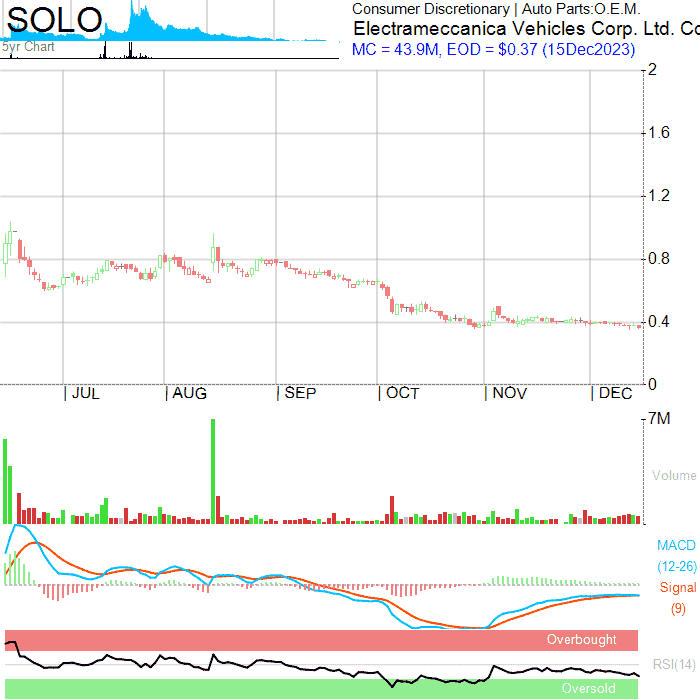 SOLO
5yr Chart
Consumer Discretionary | Auto Parts:O.E.M.
Electrameccanica Vehicles Corp. Ltd. Co
MC = 43.9M, EOD = $0.37 (15Dec2023)
2
1.6
1.2
0.8
0.4
0
| JUL | AUG | SEP | OCT | NOV | DEC
7M
Volume
MACD
(12-26)
Signal
(9)
Overbought
RSI(14)
Oversold